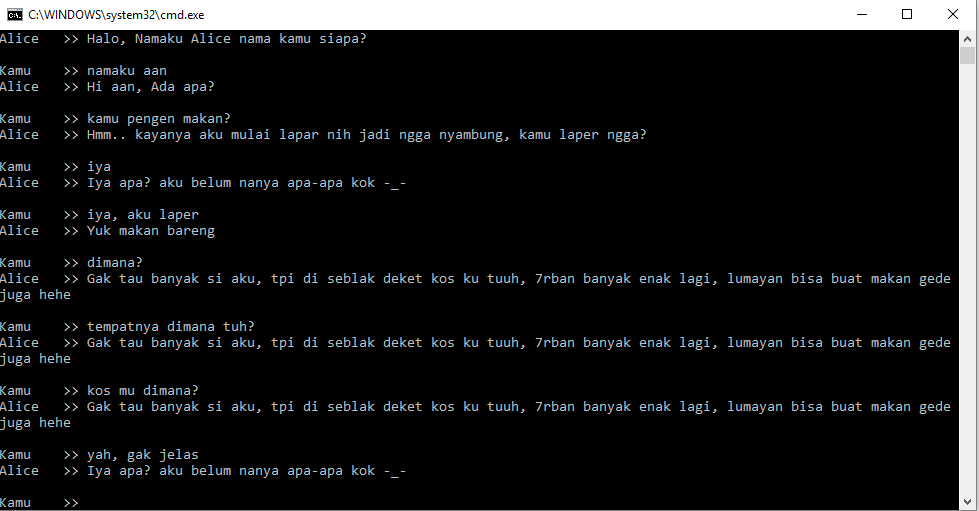 C:\WINDOWS\system32\cmd.exe
Alice >> Halo, Namaku Alice nama kamu siapa?
Kamu >> namaku aan
Alice >> Hi aan, Ada apa?
Kamu >> kamu pengen makan?
Alice >> Hmm.. kayanya aku mulai lapar nih jadi ngga nyambung, kamu laper ngga?
Kamu >> iya
Alice >> Iya apa? aku belum nanya apa-apa kok -_-
Kamu >> iya, aku laper
Alice >> Yuk makan bareng
Kamu >> dimana?
Alice >> Gak tau banyak si aku, tpi di seblak deket kos ku tuuh, 7rban banyak enak lagi, lumayan bisa buat makan gede
juga hehe
Kamu >> tempatnya dimana tuh?
Alice >> Gak tau banyak si aku, tpi di seblak deket kos ku tuuh, 7rban banyak enak lagi, lumayan bisa buat makan gede
juga hehe
Kamu >> kos mu dimana?
Alice >> Gak tau banyak si aku, tpi di seblak deket kos ku tuuh, 7rban banyak enak lagi, lumayan bisa buat makan gede
juga hehe
Kamu >> yah, gak jelas
Alice >> Iya apa? aku belum nanya apa-apa kok -_-
Kamu >>